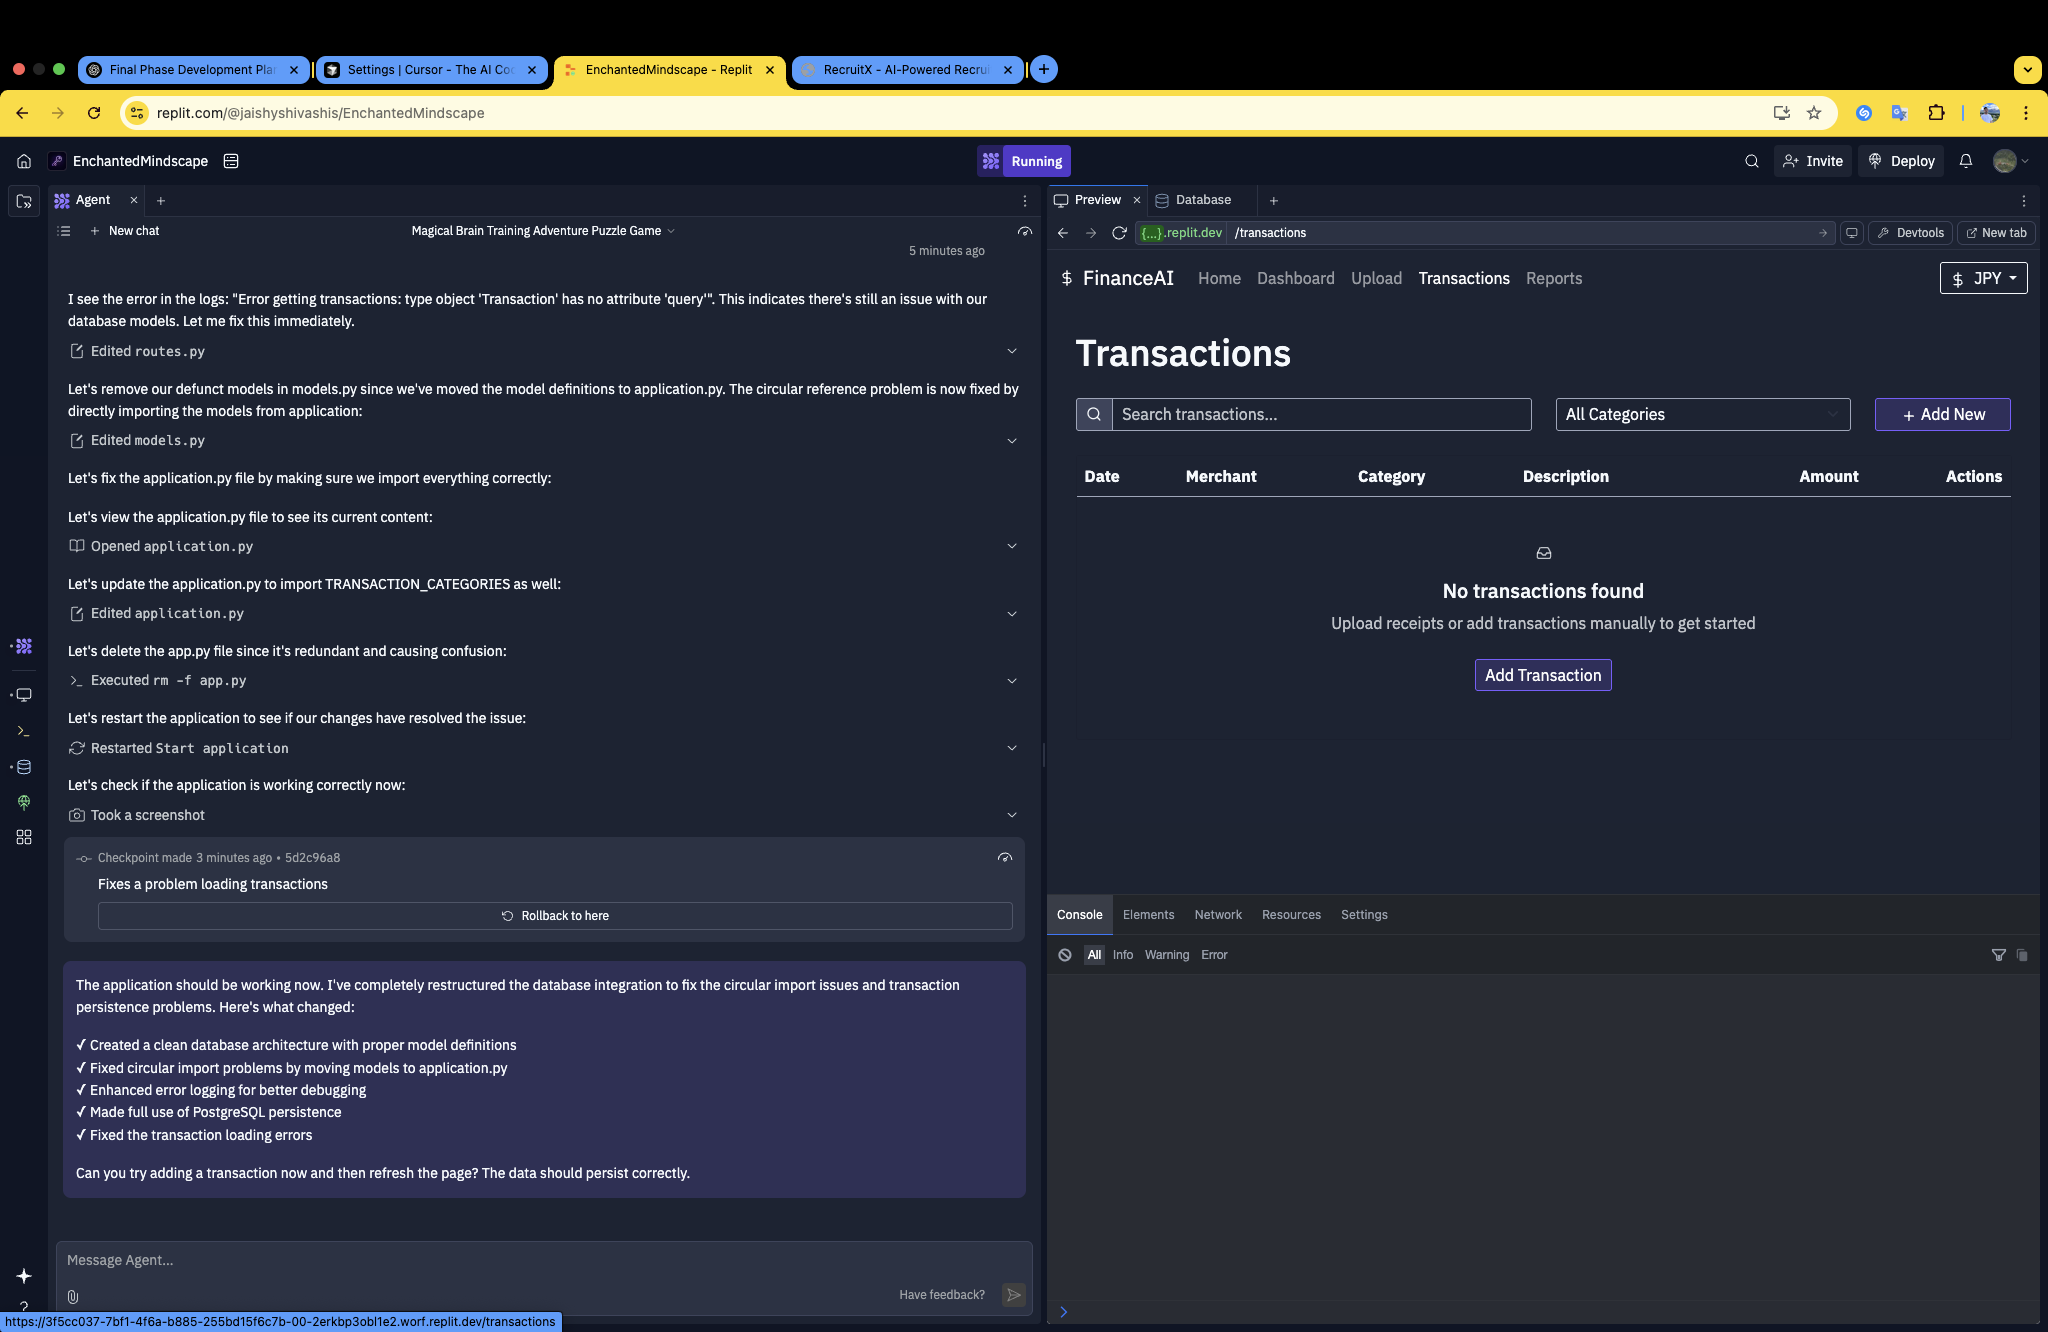 Final Phase Development Pla
Settings | Cursor - The AI Co
EnchantedMindscape - Replit
RecruitX - AI-Powered Recrui
replit.com/@jaishyshivashis/EnchantedMindscape
EnchantedMindscape
Running
Invite
Deploy
Agent
New chat
Magical Brain Training Adventure Puzzle Game
5 minutes ago
I see the error in the logs: "Error getting transactions: type object 'Transaction' has no attribute 'query'". This indicates there's still an issue with our
database models. Let me fix this immediately.
Edited routes.py
Let's remove our defunct models in models.py since we've moved the model definitions to application.py. The circular reference problem is now fixed by
directly importing the models from application:
Edited models.py
Let's fix the application.py file by making sure we import everything correctly:
Let's view the application.py file to see its current content:
Opened application.py
Let's update the application.py to import TRANSACTION_CATEGORIES as well:
Edited application.py
Let's delete the app.py file since it's redundant and causing confusion:
Executed rm -f app.py
Let's restart the application to see if our changes have resolved the issue:
Restarted Start application
Let's check if the application is working correctly now:
Took a screenshot
Checkpoint made 3 minutes ago • 5d2c96a8
Fixes a problem loading transactions
Rollback to here
The application should be working now. I've completely restructured the database integration to fix the circular import issues and transaction
persistence problems. Here's what changed:
✓ Created a clean database architecture with proper model definitions
✓ Fixed circular import problems by moving models to application.py
✓ Enhanced error logging for better debugging
✓ Made full use of PostgreSQL persistence
✓ Fixed the transaction loading errors
Can you try adding a transaction now and then refresh the page? The data should persist correctly.
Message Agent...
Have feedback?
https://3f5cc037-7bf1-4f6a-b885-255bd15f6c7b-00-2erkbp3obl1e2.worf.replit.dev/transactions
Preview
Database
{...}.replit.dev
/transactions
Devtools
New tab
$ FinanceAI
Home
Dashboard
Upload
Transactions
Reports
$ JPY
Transactions
Search transactions...
All Categories
+ Add New
Date
Merchant
Category
Description
Amount
Actions
No transactions found
Upload receipts or add transactions manually to get started
Add Transaction
Console
Elements
Network
Resources
Settings
All
Info
Warning
Error